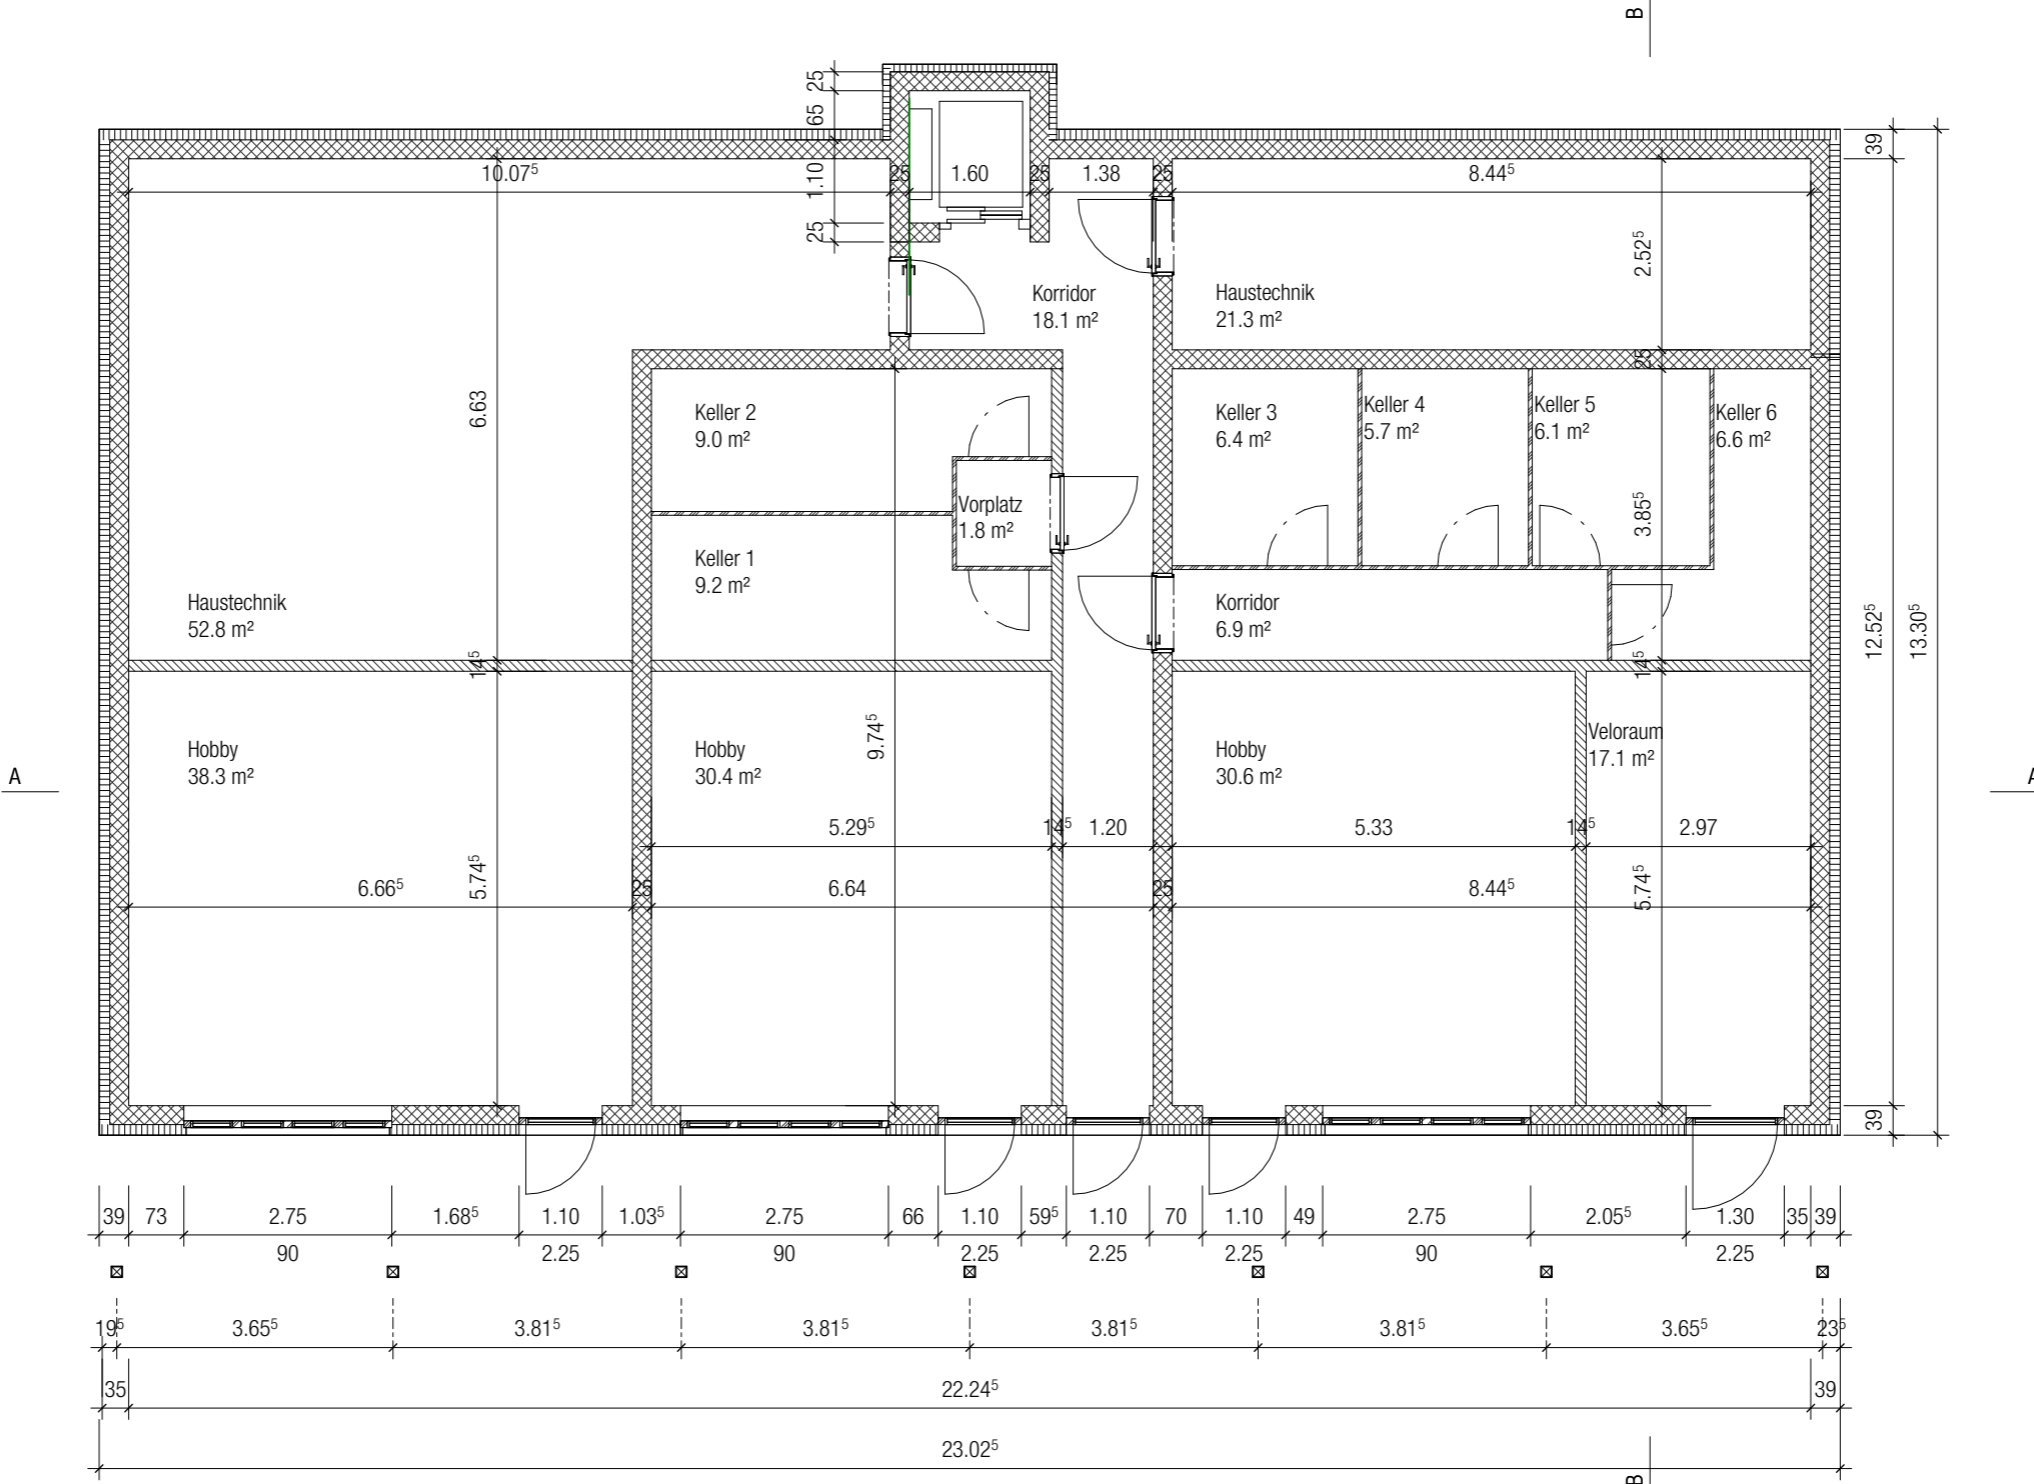 B
25
65
1.10
25
10.07⁵
25
1.60
25
1.38
25
8.44⁵
39
2.52⁵
Korridor
18.1 m²
Haustechnik
21.3 m²
25
6.63
Keller 2
9.0 m²
Keller 3
6.4 m²
Keller 4
5.7 m²
Keller 5
6.1 m²
Keller 6
6.6 m²
Vorplatz
1.8 m²
3.85⁵
Keller 1
9.2 m²
Haustechnik
52.8 m²
Korridor
6.9 m²
12.52⁵
13.30⁵
14⁵
14⁵
Hobby
38.3 m²
Hobby
30.4 m²
9.74⁵
Hobby
30.6 m²
Veloraum
17.1 m²
A
A
5.29⁵
14⁵
1.20
5.33
14⁵
2.97
5.74⁵
6.66⁵
25
6.64
25
8.44⁵
5.74⁵
39
39
73
2.75
1.68⁵
1.10
1.03⁵
2.75
66
1.10
59⁵
1.10
70
1.10
49
2.75
2.05⁵
1.30
35
39
90
2.25
90
2.25
2.25
2.25
90
2.25
19⁵
3.65⁵
3.81⁵
3.81⁵
3.81⁵
3.81⁵
3.65⁵
23⁵
35
22.24⁵
39
23.02⁵
B